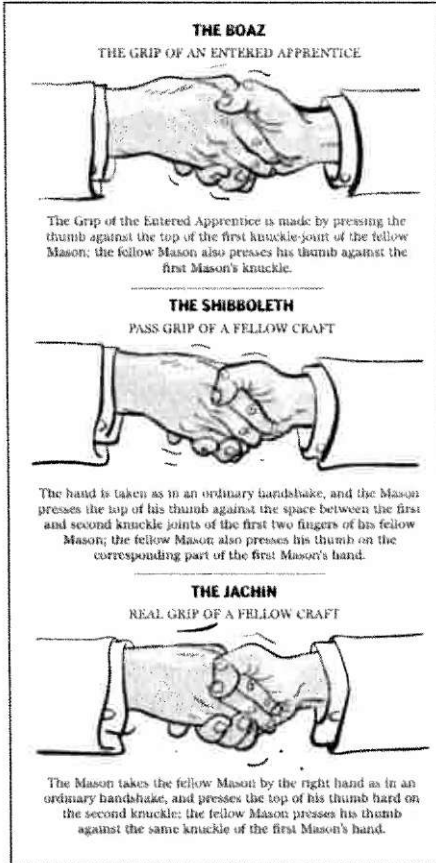 THE BOAZ
THE GRIP OF AN ENTERED APPRENTICE
The Grip of the Entered Apprentice is made by pressing the
thumb against the top of the first knuckle-joint of the fellow
Mason; the fellow Mason also presses his thumb against the
first Mason's knuckle.
THE SHIBBOLETH
PASS GRIP OF A FELLOW CRAFT
The hand is taken as in an ordinary handshake, and the Mason
presses the top of his thumb against the space between the first
and second knuckle joints of the first two fingers of his fellow
Mason; the fellow Mason also presses his thumb on the
corresponding part of the first Mason's hand.
THE JACHIN
REAL GRIP OF A FELLOW CRAFT
The Mason takes the fellow Mason by the right hand as in an
ordinary handshake, and presses the top of his thumb hard on
the second knuckle; the fellow Mason presses his thumb
against the same knuckle of the first Mason's hand.